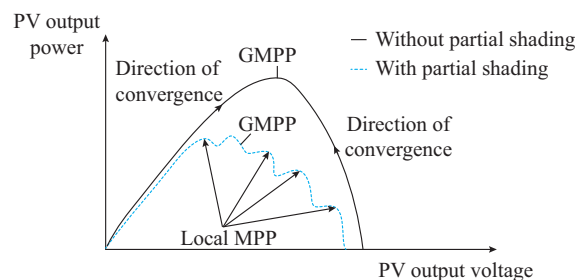 PV output
power
GMPP
Without partial shading
With partial shading
Direction of
convergence
GMPP
Direction of
convergence
Local MPP
PV output voltage